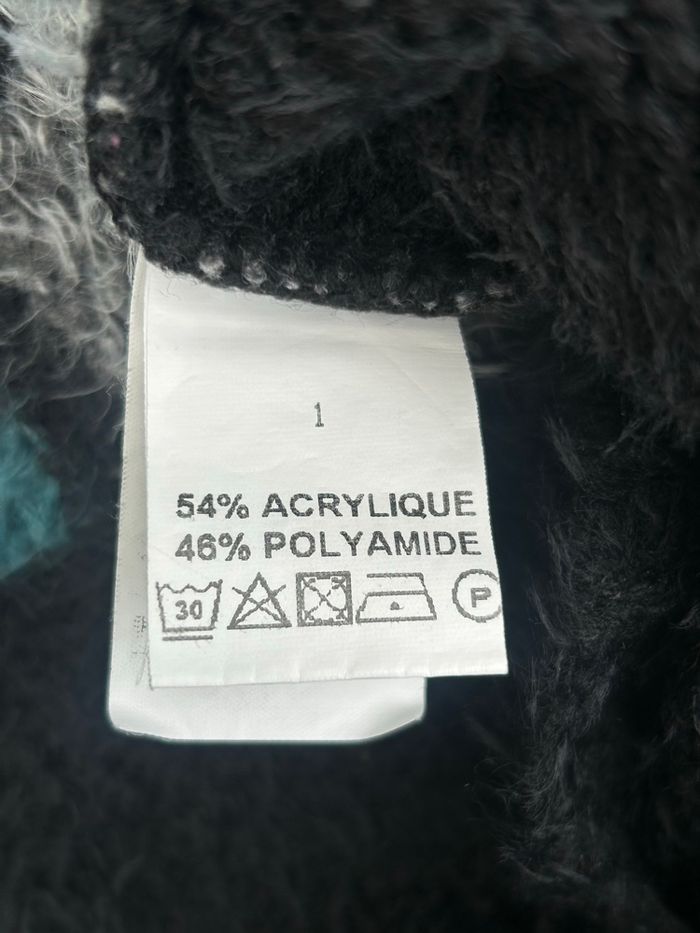 1
54% ACRYLIQUE
46% POLYAMIDE
30 P